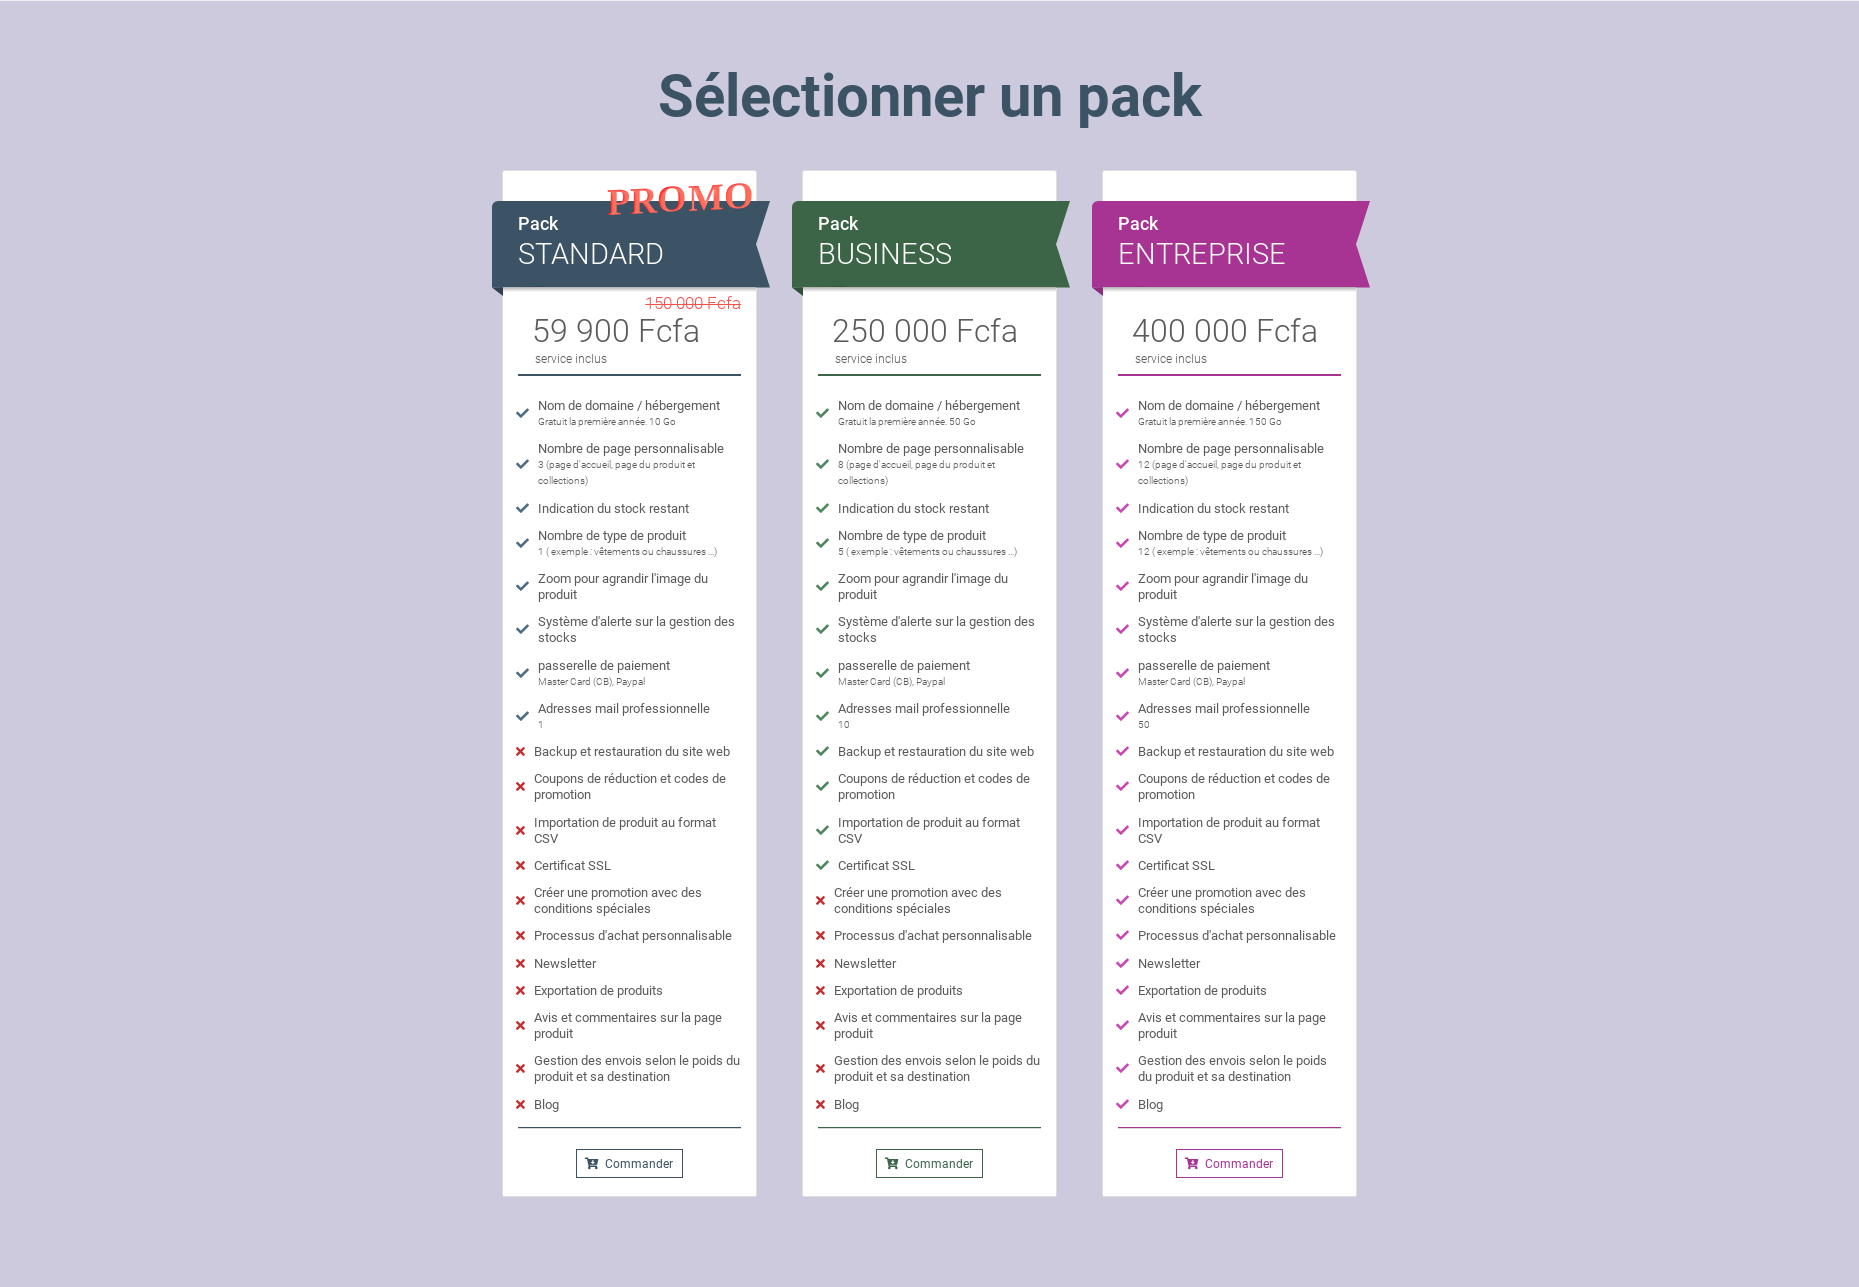 Sélectionner un pack
PROMO
Pack
STANDARD
150 000 Fcfa
59 900 Fcfa
service inclus
Nom de domaine / hébergement
Gratuit la première année. 10 Go
Nombre de page personnalisable
3 (page d'accueil, page du produit et
collections)
Indication du stock restant
Nombre de type de produit
1 ( exemple : vêtements ou chaussures ...)
Zoom pour agrandir l'image du
produit
Système d'alerte sur la gestion des
stocks
passerelle de paiement
Master Card (CB), Paypal
Adresses mail professionnelle
1
Backup et restauration du site web
Coupons de réduction et codes de
promotion
Importation de produit au format
CSV
Certificat SSL
Créer une promotion avec des
conditions spéciales
Processus d'achat personnalisable
Newsletter
Exportation de produits
Avis et commentaires sur la page
produit
Gestion des envois selon le poids du
produit et sa destination
Blog
Commander
Pack
BUSINESS
250 000 Fcfa
service inclus
Nom de domaine / hébergement
Gratuit la première année. 50 Go
Nombre de page personnalisable
8 (page d'accueil, page du produit et
collections)
Indication du stock restant
Nombre de type de produit
5 ( exemple : vêtements ou chaussures ...)
Zoom pour agrandir l'image du
produit
Système d'alerte sur la gestion des
stocks
passerelle de paiement
Master Card (CB), Paypal
Adresses mail professionnelle
10
Backup et restauration du site web
Coupons de réduction et codes de
promotion
Importation de produit au format
CSV
Certificat SSL
Créer une promotion avec des
conditions spéciales
Processus d'achat personnalisable
Newsletter
Exportation de produits
Avis et commentaires sur la page
produit
Gestion des envois selon le poids du
produit et sa destination
Blog
Commander
Pack
ENTREPRISE
400 000 Fcfa
service inclus
Nom de domaine / hébergement
Gratuit la première année. 150 Go
Nombre de page personnalisable
12 (page d'accueil, page du produit et
collections)
Indication du stock restant
Nombre de type de produit
12 ( exemple : vêtements ou chaussures ...)
Zoom pour agrandir l'image du
produit
Système d'alerte sur la gestion des
stocks
passerelle de paiement
Master Card (CB), Paypal
Adresses mail professionnelle
50
Backup et restauration du site web
Coupons de réduction et codes de
promotion
Importation de produit au format
CSV
Certificat SSL
Créer une promotion avec des
conditions spéciales
Processus d'achat personnalisable
Newsletter
Exportation de produits
Avis et commentaires sur la page
produit
Gestion des envois selon le poids
du produit et sa destination
Blog
Commander